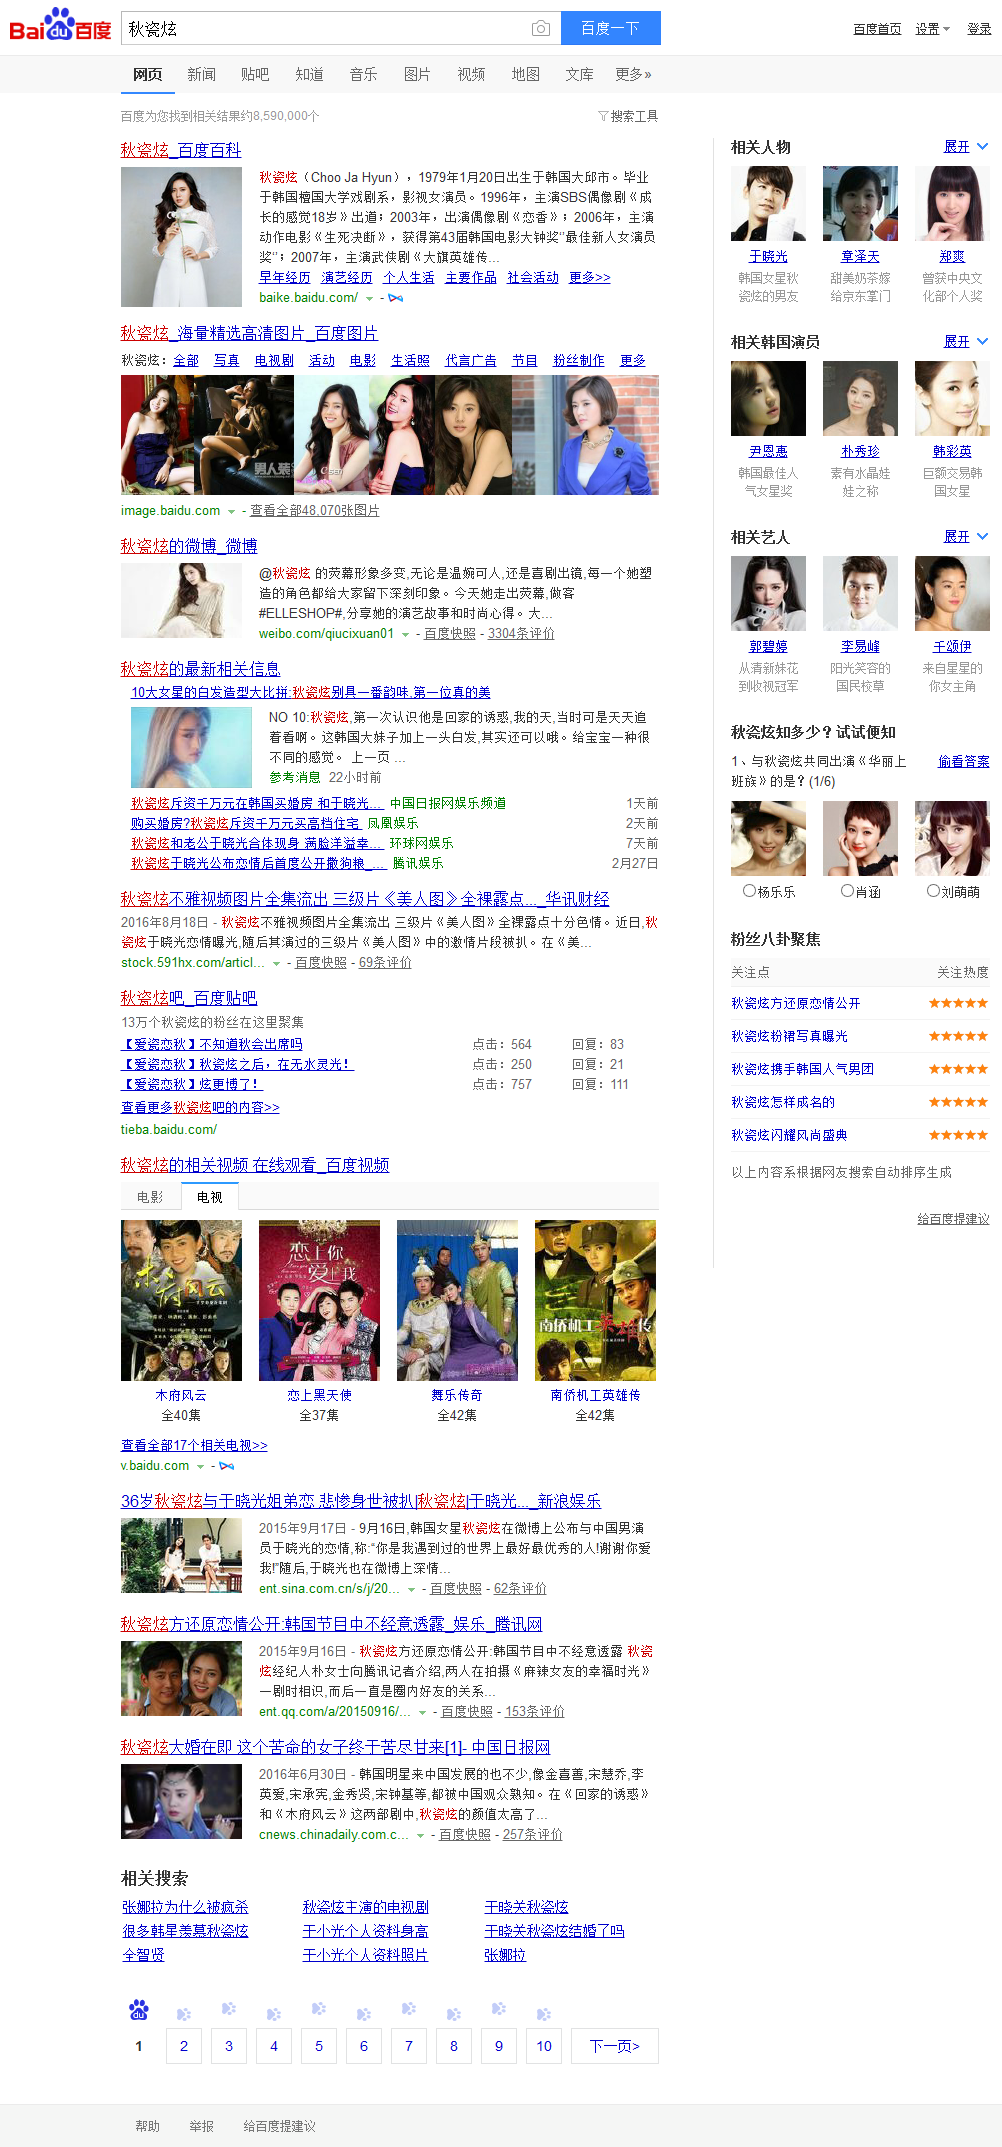 Bai du 百度
秋瓷炫
百度一下
百度首页 设置 登录
网页 新闻 贴吧 知道 音乐 图片 视频 地图 文库 更多»
百度为您找到相关结果约8,590,000个
搜索工具
秋瓷炫_百度百科
秋瓷炫（Choo Ja Hyun），1979年1月20日出生于韩国大邱市。毕业
于韩国檀国大学戏剧系，影视女演员。1996年，主演SBS偶像剧《成
长的感觉18岁》出道；2003年，出演偶像剧《恋香》；2006年，主演
动作电影《生死决断》，获得第43届韩国电影大钟奖“最佳新人女演员
奖”；2007年，主演武侠剧《大旗英雄传...
早年经历 演艺经历 个人生活 主要作品 社会活动 更多>>
baike.baidu.com/ -
秋瓷炫_海量精选高清图片_百度图片
秋瓷炫：全部 写真 电视剧 活动 电影 生活照 代言广告 节目 粉丝制作 更多
男人装
image.baidu.com - 查看全部48,070张图片
秋瓷炫的微博_微博
@秋瓷炫 的荧幕形象多变,无论是温婉可人,还是喜剧出镜,每一个她塑
造的角色都给大家留下深刻印象。今天她走出荧幕,做客
#ELLESHOP#,分享她的演艺故事和时尚心得。大...
weibo.com/qiucixuan01 - 百度快照 - 3304条评价
秋瓷炫的最新相关信息
10大女星的白发造型大比拼:秋瓷炫别具一番韵味,第一位真的美
NO 10:秋瓷炫,第一次认识他是回家的诱惑,我的天,当时可是天天追
着看啊。这韩国大妹子加上一头白发,其实还可以哦。给宝宝一种很
不同的感觉。 上一页 ...
参考消息 22小时前
秋瓷炫斥资千万元在韩国买婚房 和于晓光... 中国日报网娱乐频道 1天前
购买婚房?秋瓷炫斥资千万元买高档住宅 凤凰娱乐 2天前
秋瓷炫和老公于晓光合体现身 满脸洋溢幸... 环球网娱乐 7天前
秋瓷炫于晓光公布恋情后首度公开撒狗粮_... 腾讯娱乐 2月27日
秋瓷炫不雅视频图片全集流出 三级片《美人图》全裸露点..._华讯财经
2016年8月18日 - 秋瓷炫不雅视频图片全集流出 三级片《美人图》全裸露点十分色情。近日,秋
瓷炫于晓光恋情曝光,随后其演过的三级片《美人图》中的激情片段被扒。在《美...
stock.591hx.com/articl... - 百度快照 - 69条评价
秋瓷炫吧_百度贴吧
13万个秋瓷炫的粉丝在这里聚集
【爱瓷恋秋】不知道秋会出席吗 点击：564 回复：83
【爱瓷恋秋】秋瓷炫之后，在无水灵光！ 点击：250 回复：21
【爱瓷恋秋】炫更博了！ 点击：757 回复：111
查看更多秋瓷炫吧的内容>>
tieba.baidu.com/
秋瓷炫的相关视频 在线观看_百度视频
电影 电视
木府风云
恋上你
爱上我
南侨机工英雄传
木府风云 恋上黑天使 舞乐传奇 南侨机工英雄传
全40集 全37集 全42集 全42集
查看全部17个相关电视>>
v.baidu.com -
36岁秋瓷炫与于晓光姐弟恋 悲惨身世被扒|秋瓷炫|于晓光..._新浪娱乐
2015年9月17日 - 9月16日,韩国女星秋瓷炫在微博上公布与中国男演
员于晓光的恋情,称:“你是我遇到过的世界上最好最优秀的人!谢谢你爱
我!”随后,于晓光也在微博上深情...
ent.sina.com.cn/s/j/20... - 百度快照 - 62条评价
秋瓷炫方还原恋情公开:韩国节目中不经意透露_娱乐_腾讯网
2015年9月16日 - 秋瓷炫方还原恋情公开:韩国节目中不经意透露 秋瓷
炫经纪人朴女士向腾讯记者介绍,两人在拍摄《麻辣女友的幸福时光》
一剧时相识,而后一直是圈内好友的关系...
ent.qq.com/a/20150916/... - 百度快照 - 153条评价
秋瓷炫大婚在即 这个苦命的女子终于苦尽甘来[1]- 中国日报网
2016年6月30日 - 韩国明星来中国发展的也不少,像金喜善,宋慧乔,李
英爱,宋承宪,金秀贤,宋钟基等,都被中国观众熟知。在《回家的诱惑》
和《木府风云》这两部剧中,秋瓷炫的颜值太高了...
cnews.chinadaily.com.c... - 百度快照 - 257条评价
相关搜索
张娜拉为什么被疯杀 秋瓷炫主演的电视剧 于晓关秋瓷炫
很多韩星羡慕秋瓷炫 于小光个人资料身高 于晓关秋瓷炫结婚了吗
全智贤 于小光个人资料照片 张娜拉
1 2 3 4 5 6 7 8 9 10 下一页>
帮助 举报 给百度提建议
相关人物 展开
于晓光 章泽天 郑爽
韩国女星秋 甜美奶茶嫁 曾获中央文
瓷炫的男友 给京东掌门 化部个人奖
相关韩国演员 展开
尹恩惠 朴秀珍 韩彩英
韩国最佳人 素有水晶娃 巨额交易韩
气女星奖 娃之称 国女星
相关艺人 展开
郭碧婷 李易峰 千颂伊
从清新妹花 阳光笑容的 来自星星的
到收视冠军 国民校草 你女主角
秋瓷炫知多少？试试便知
1、与秋瓷炫共同出演《华丽上 偷看答案
班族》的是？(1/6)
杨乐乐 肖涵 刘萌萌
粉丝八卦聚焦
关注点 关注热度
秋瓷炫方还原恋情公开
秋瓷炫粉裙写真曝光
秋瓷炫携手韩国人气男团
秋瓷炫怎样成名的
秋瓷炫闪耀风尚盛典
以上内容系根据网友搜索自动排序生成
给百度提建议